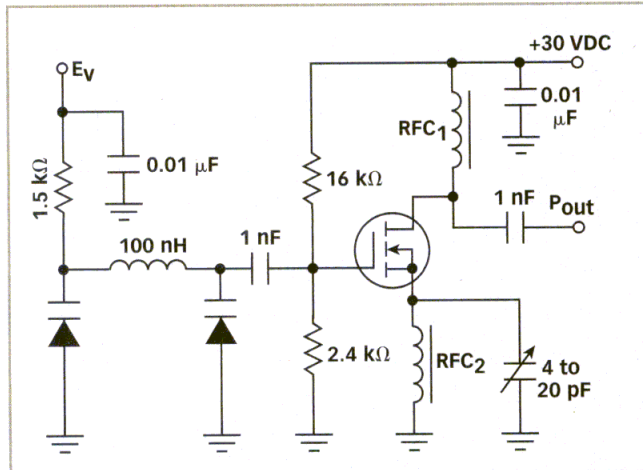 +30 VDC
E_V
0.01
μF
RFC₁
0.01 μF
1.5 kΩ
16 kΩ
1 nF
P_out
100 nH
1 nF
2.4 kΩ
RFC₂
4 to
20 pF